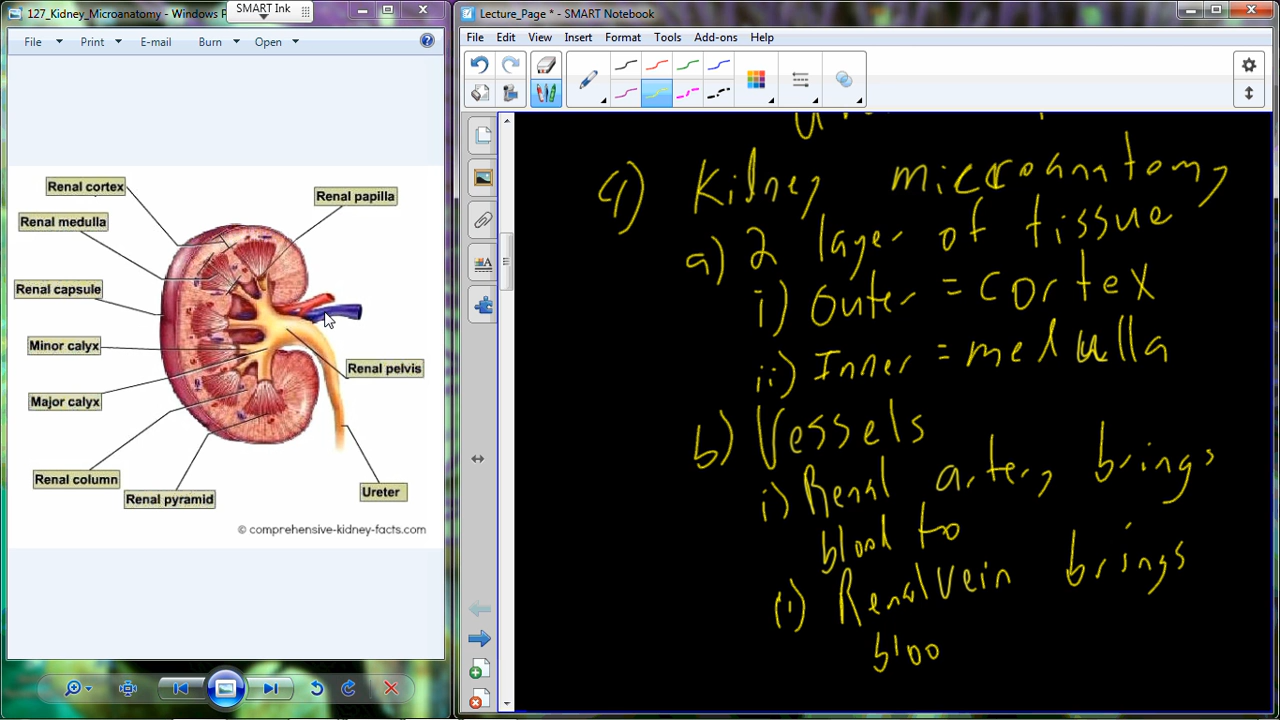 127_Kidney_Microanatomy - Windows P
SMART Ink
File Print E-mail Burn Open
Renal cortex
Renal papilla
Renal medulla
Renal capsule
Minor calyx
Renal pelvis
Major calyx
Renal column
Ureter
Renal pyramid
© comprehensive-kidney-facts.com
Lecture_Page * - SMART Notebook
File Edit View Insert Format Tools Add-ons Help
4) Kidney microanatomy
a) 2 layer of tissue
i) Outer = cortex
ii) Inner = medulla
b) Vessels
i) Renal artery brings
blood to
ii) Renal vein brings
bloo